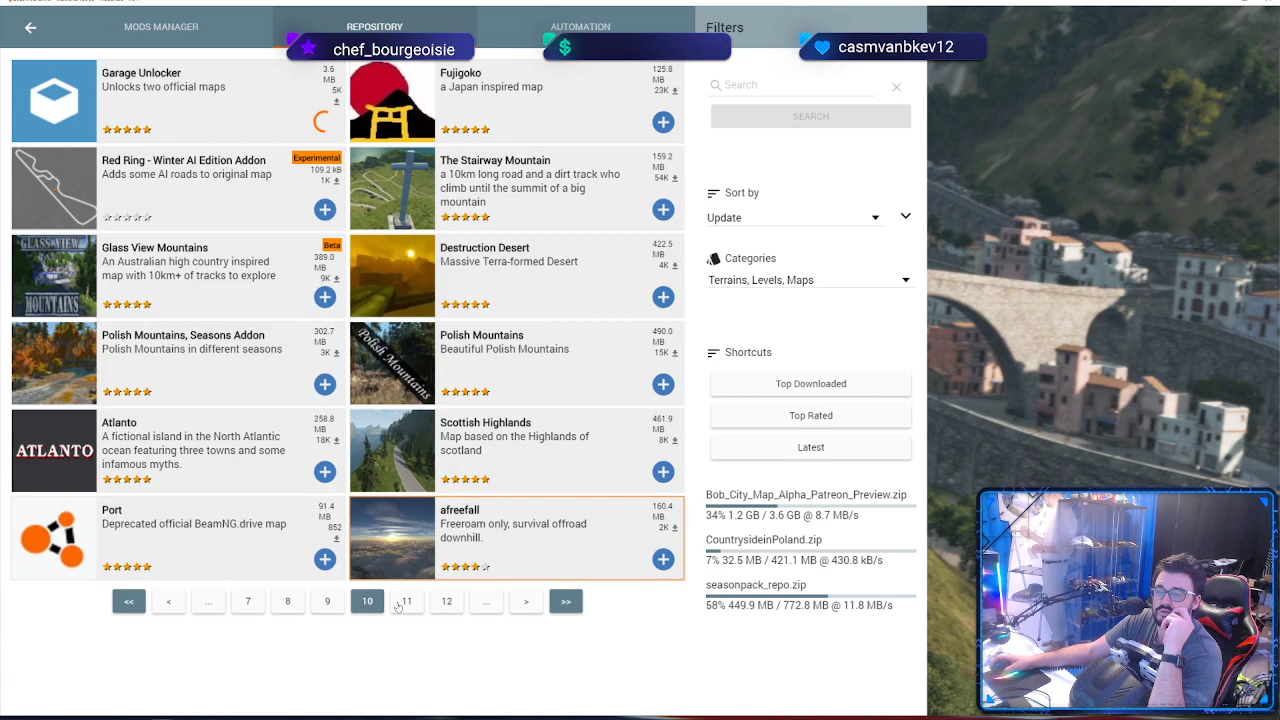 MODS MANAGER
REPOSITORY
AUTOMATION
Filters
chef_bourgeoisie
$
casmvanbkev12
Garage Unlocker
Unlocks two official maps
3.6
MB
5K
Fujigoko
a Japan inspired map
125.8
MB
23K
Red Ring - Winter AI Edition Addon
Adds some AI roads to original map
Experimental
109.2 kB
1K
The Stairway Mountain
a 10km long road and a dirt track who
climb until the summit of a big
mountain
159.2
MB
54K
GLASS VIEW
MOUNTAINS
Glass View Mountains
An Australian high country inspired
map with 10km+ of tracks to explore
Beta
389.0
MB
9K
Destruction Desert
Massive Terra-formed Desert
422.5
MB
4K
Polish Mountains, Seasons Addon
Polish Mountains in different seasons
302.7
MB
3K
Polish Mountains
Polish Mountains
Beautiful Polish Mountains
490.0
MB
15K
ATLANTO
Atlanto
A fictional island in the North Atlantic
ocean featuring three towns and some
infamous myths.
258.8
MB
18K
Scottish Highlands
Map based on the Highlands of
scotland
461.9
MB
8K
Port
Deprecated official BeamNG.drive map
91.4
MB
852
afreefall
Freeroam only, survival offroad
downhill.
160.4
MB
2K
<< < ... 7 8 9 10 11 12 ... > >>
Search
SEARCH
Sort by
Update
Categories
Terrains, Levels, Maps
Shortcuts
Top Downloaded
Top Rated
Latest
Bob_City_Map_Alpha_Patreon_Preview.zip
34% 1.2 GB / 3.6 GB @ 8.7 MB/s
CountrysideinPoland.zip
7% 32.5 MB / 421.1 MB @ 430.8 kB/s
seasonpack_repo.zip
58% 449.9 MB / 772.8 MB @ 11.8 MB/s